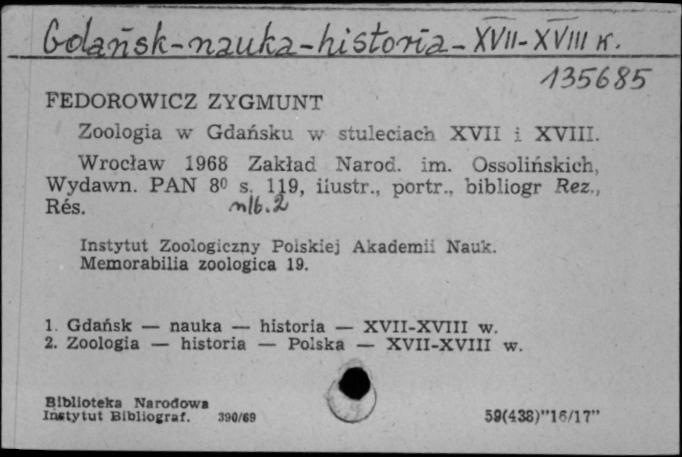 Gdańsk-nauka-historia-XVII-XVIII w.
135685
FEDOROWICZ ZYGMUNT
Zoologia w Gdańsku w stuleciach XVII i XVIII.
Wrocław 1968 Zakład Narod. im. Ossolińskich,
Wydawn. PAN 8⁰ s. 119, ilustr., portr., bibliogr Rez.,
Rés.
nlb. 2
Instytut Zoologiczny Polskiej Akademii Nauk.
Memorabilia zoologica 19.
1. Gdańsk — nauka — historia — XVII-XVIII w.
2. Zoologia — historia — Polska — XVII-XVIII w.
Biblioteka Narodowa
Instytut Bibliograf. 390/69
59(438)"16/17"